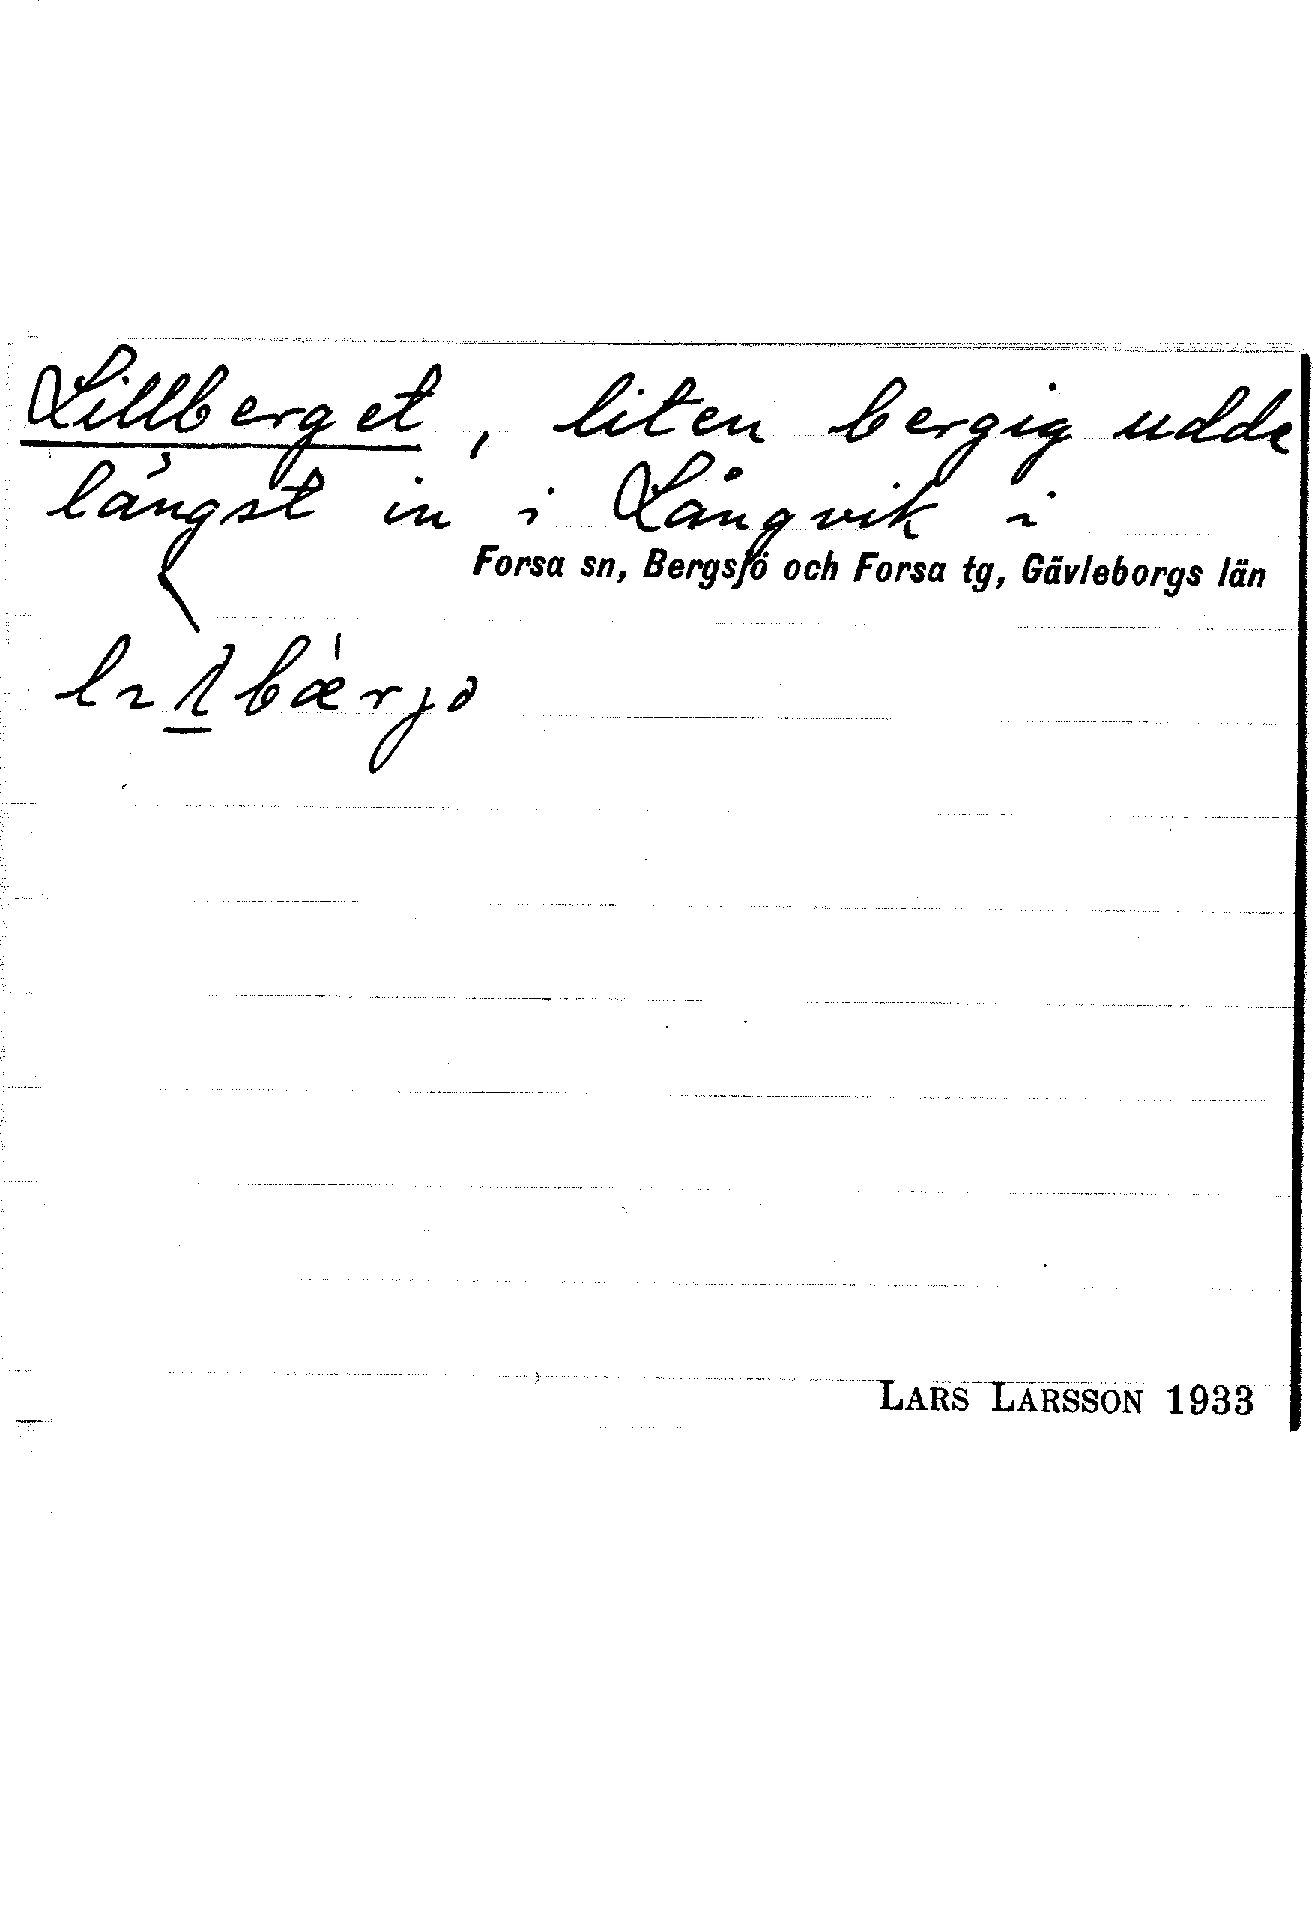 Lillberget, liten bergig udde
längst in i Långvik i
Forsa sn, Bergsjö och Forsa tg, Gävleborgs län
LARS LARSSON 1933